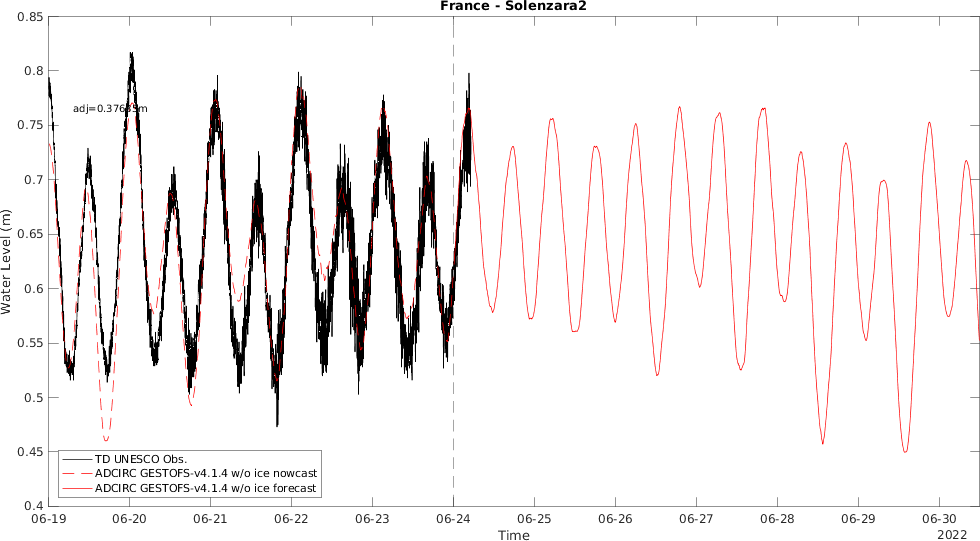 France - Solenzara2
0.85
0.8
0.75
0.7
0.65
0.6
0.55
0.5
0.45
0.4
Water Level (m)
TD UNESCO Obs.
ADCIRC GESTOFS-v4.1.4 w/o ice nowcast
ADCIRC GESTOFS-v4.1.4 w/o ice forecast
06-19 06-20 06-21 06-22 06-23 06-24 06-25 06-26 06-27 06-28 06-29 06-30
Time
2022